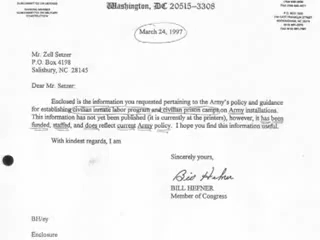 Washington, DC 20515-3308
March 24, 1997
Mr. Zell Setzer
P.O. Box 4198
Salisbury, NC 28145
Dear Mr. Setzer:
Enclosed is the information you requested pertaining to the Army's policy and guidance
for establishing civilian inmate labor program and civilian prison camps on Army installations.
This information has not yet been published (it is currently at the printers), however, it has been
funded, staffed, and does reflect current Army policy. I hope you find this information useful.
With kindest regards, I am
Sincerely yours,
Bill Hefner
BILL HEFNER
Member of Congress
BH/ey
Enclosure